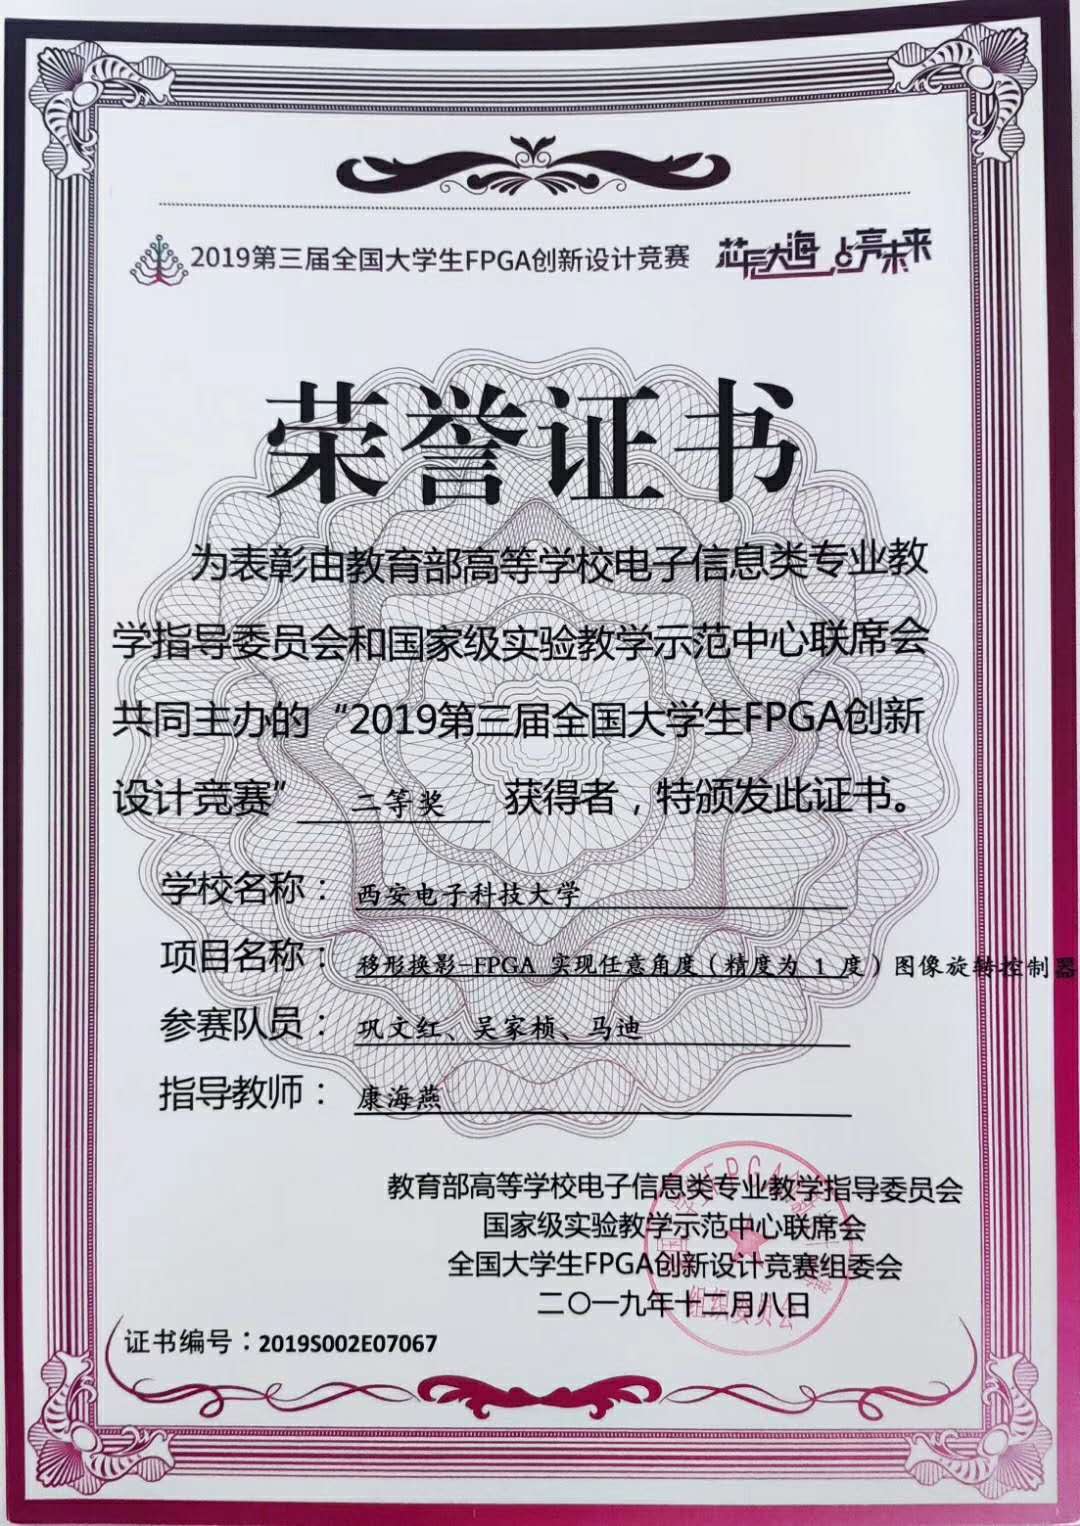 2019第三届全国大学生FPGA创新设计竞赛 芯启大海 点亮未来
荣誉证书
为表彰由教育部高等学校电子信息类专业教
学指导委员会和国家级实验教学示范中心联席会
共同主办的“2019第三届全国大学生FPGA创新
设计竞赛” 二等奖 获得者，特颁发此证书。
学校名称： 西安电子科技大学
项目名称： 移形换影-FPGA 实现任意角度（精度为 1 度）图像旋转控制器
参赛队员： 巩文红、吴家桢、马迪
指导教师： 康海燕
教育部高等学校电子信息类专业教学指导委员会
国家级实验教学示范中心联席会
全国大学生FPGA创新设计竞赛组委会
二〇一九年十二月八日
组织委员会
证书编号：2019S002E07067